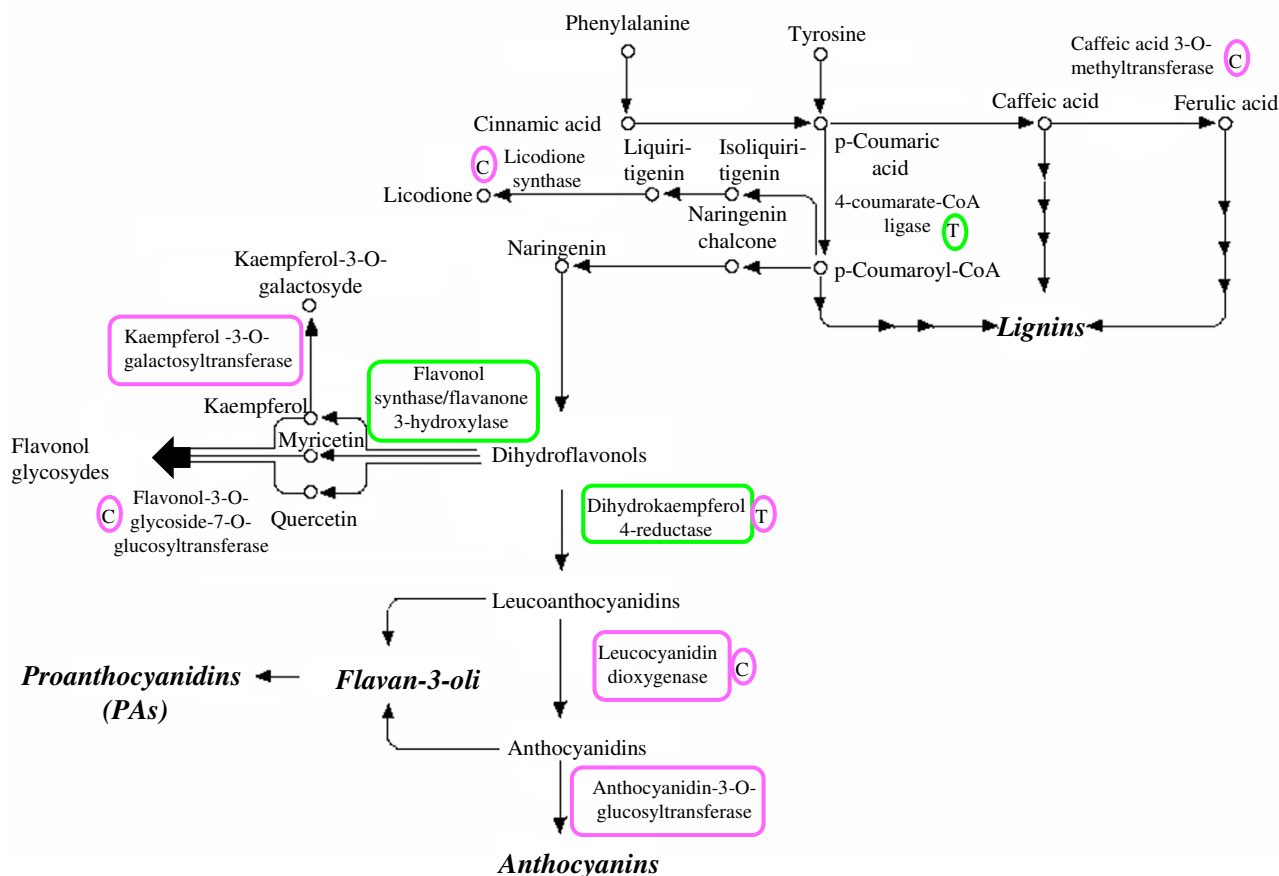 Phenylalanine
Tyrosine
Caffeic acid 3-O-
methyltransferase
C
Cinnamic acid
p-Coumaric
acid
Caffeic acid
Ferulic acid
C
Licodione
synthase
Liquiri-
tigenin
Isoliquiri-
tigenin
Licodione
4-coumarate-CoA
ligase
T
Naringenin
chalcone
Naringenin
p-Coumaroyl-CoA
Lignins
Kaempferol-3-O-
galactosyde
Kaempferol -3-O-
galactosyltransferase
Flavonol
synthase/flavanone
3-hydroxylase
Kaempferol
Myricetin
Quercetin
Dihydroflavonols
Flavonol
glycosydes
C
Flavonol-3-O-
glycoside-7-O-
glucosyltransferase
Dihydrokaempferol
4-reductase
T
Leucoanthocyanidins
Leucocyanidin
dioxygenase
C
Proanthocyanidins
(PAs)
Flavan-3-oli
Anthocyanidins
Anthocyanidin-3-O-
glucosyltransferase
Anthocyanins